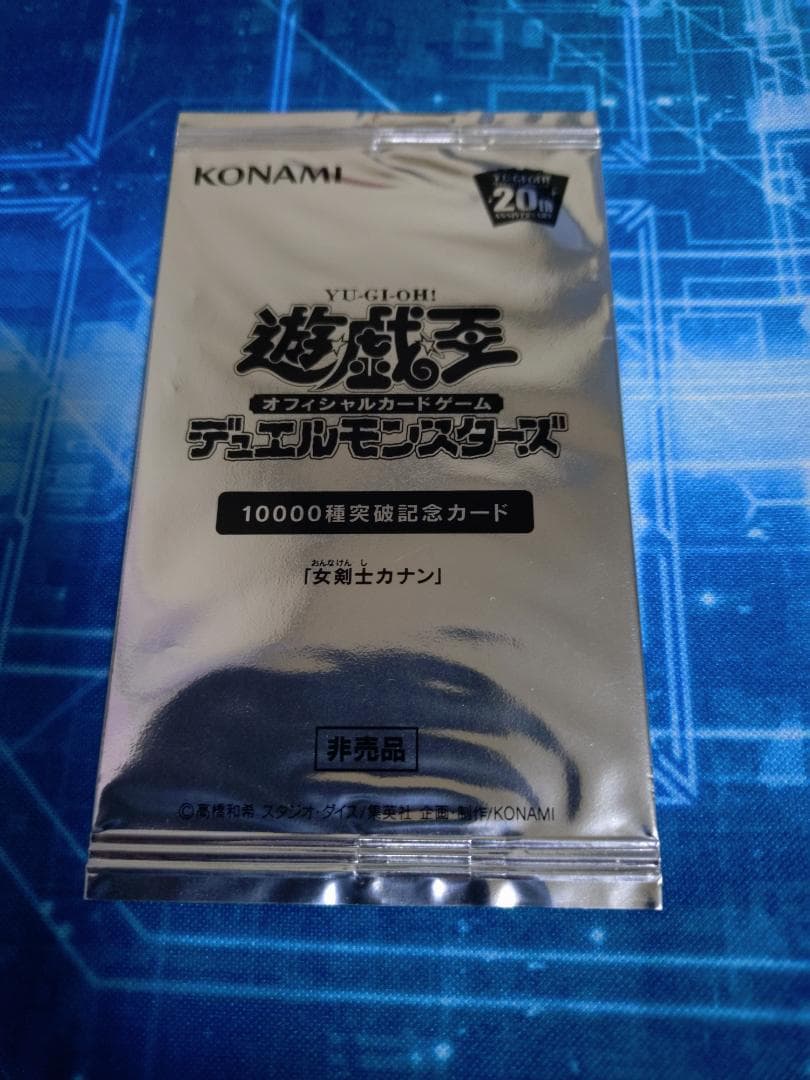 KONAMI
YU-GI-OH!
20th
ANNIVERSARY
YU-GI-OH!
遊☆戯☆王
オフィシャルカードゲーム
デュエルモンスターズ
10000種突破記念カード
おんなけんし
「女剣士カナン」
非売品
©高橋和希 スタジオ・ダイス/集英社 企画・制作/KONAMI